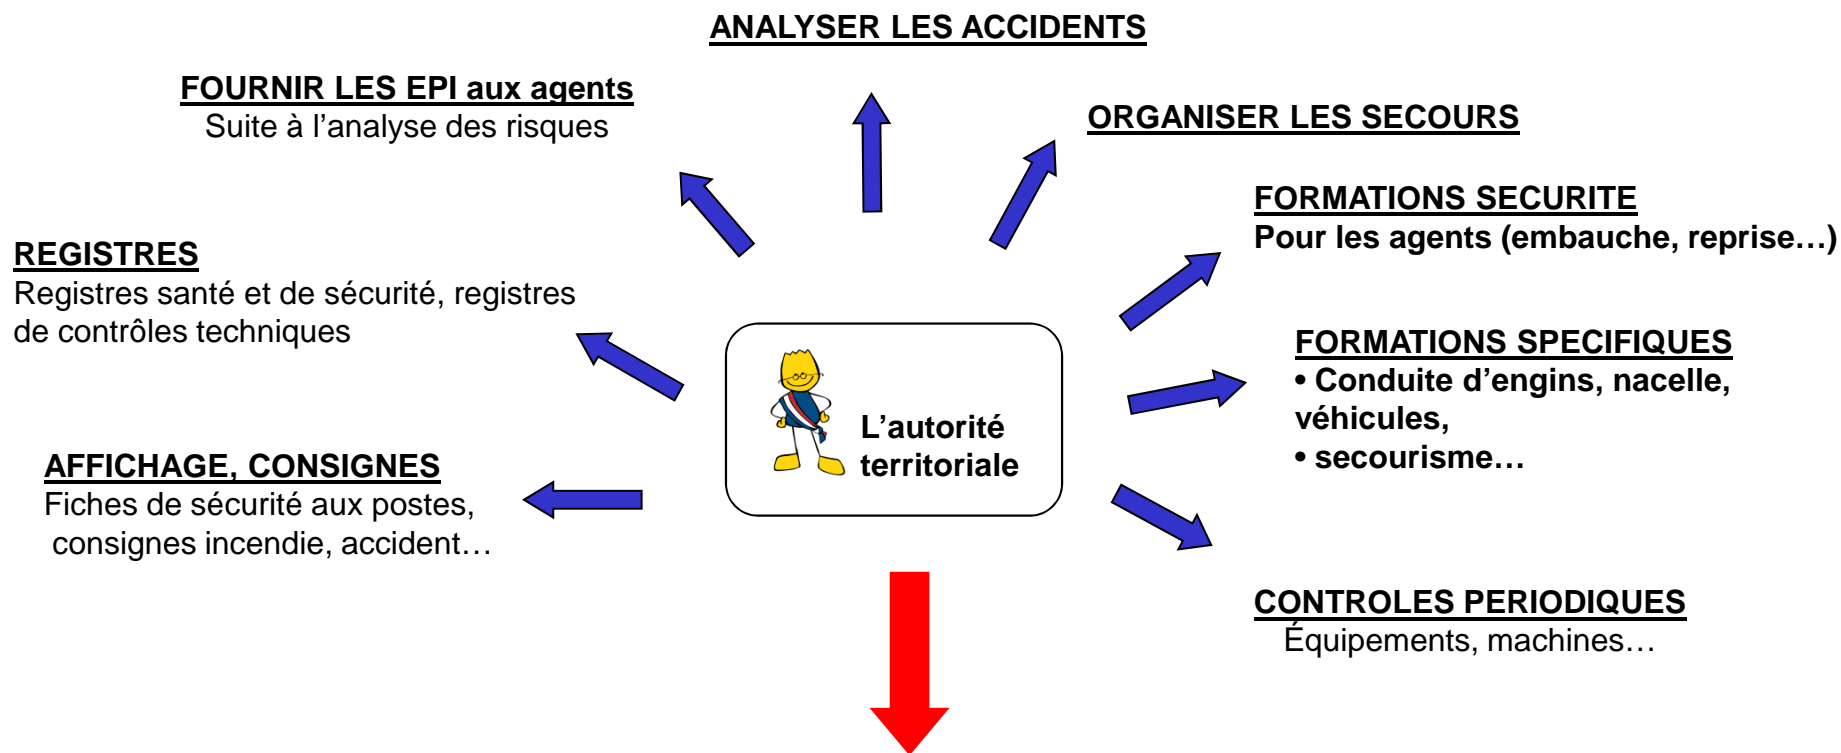 ANALYSER LES ACCIDENTS
FOURNIR LES EPI aux agents
Suite à l’analyse des risques
ORGANISER LES SECOURS
FORMATIONS SECURITE
Pour les agents (embauche, reprise…)
REGISTRES
Registres santé et de sécurité, registres
de contrôles techniques
FORMATIONS SPECIFIQUES
• Conduite d’engins, nacelle,
véhicules,
• secourisme…
L’autorité
territoriale
AFFICHAGE, CONSIGNES
Fiches de sécurité aux postes,
consignes incendie, accident…
CONTROLES PERIODIQUES
Équipements, machines…